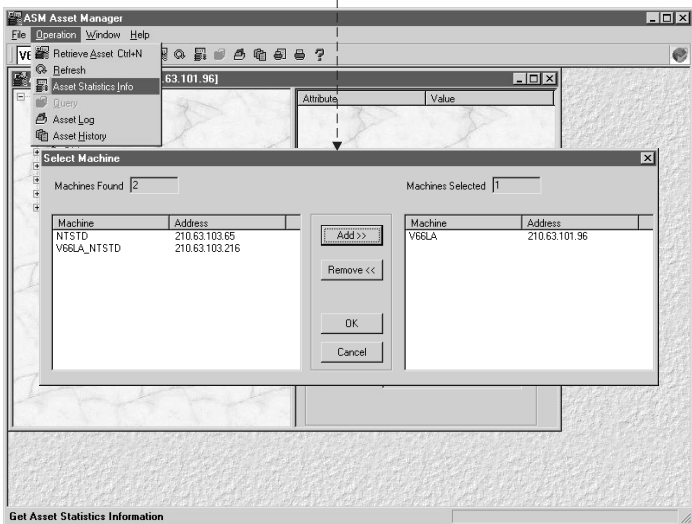 ASM Asset Manager
File Operation Window Help
Retrieve Asset Ctrl+N
Refresh
Asset Statistics Info
Query
Asset Log
Asset History
.63.101.96]
Attribute Value
Select Machine
Machines Found 2
Machines Selected 1
Machine Address
NTSTD 210.63.103.65
V66LA_NTSTD 210.63.103.216
Add >>
Remove <<
OK
Cancel
Machine Address
V66LA 210.63.101.96
Get Asset Statistics Information